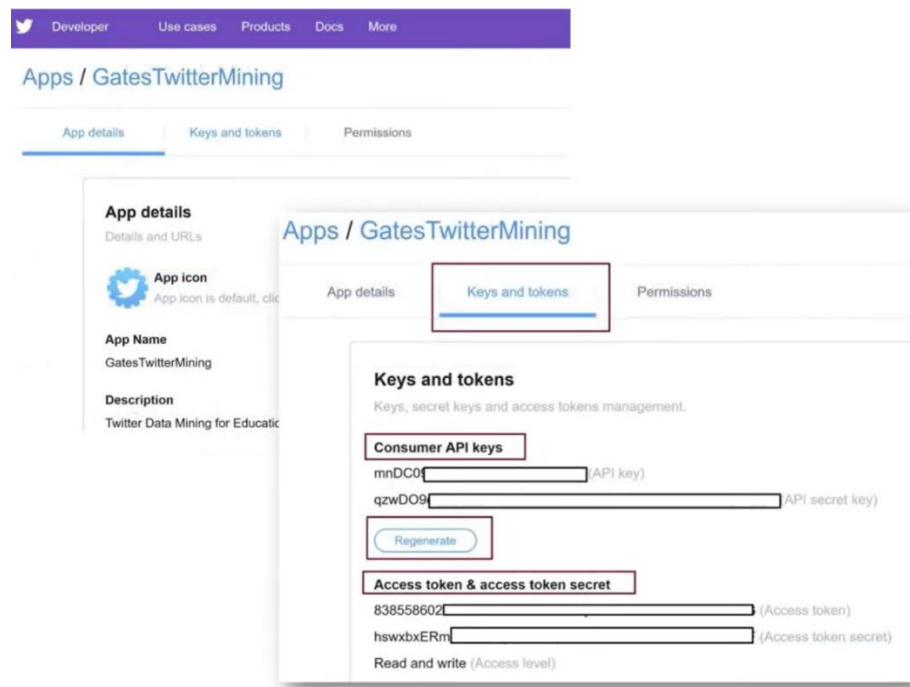 Developer Use cases Products Docs More
Apps / GatesTwitterMining
App details Keys and tokens Permissions
App details
Details and URLs
App icon
App icon is default, clic
App Name
GatesTwitterMining
Description
Twitter Data Mining for Educatic
Apps / GatesTwitterMining
App details Keys and tokens Permissions
Keys and tokens
Keys, secret keys and access tokens management.
Consumer API keys
mnDC09 (API key)
qzwDO9 API secret key)
Regenerate
Access token & access token secret
838558602 (Access token)
hswxbxERm (Access token secret)
Read and write (Access level)